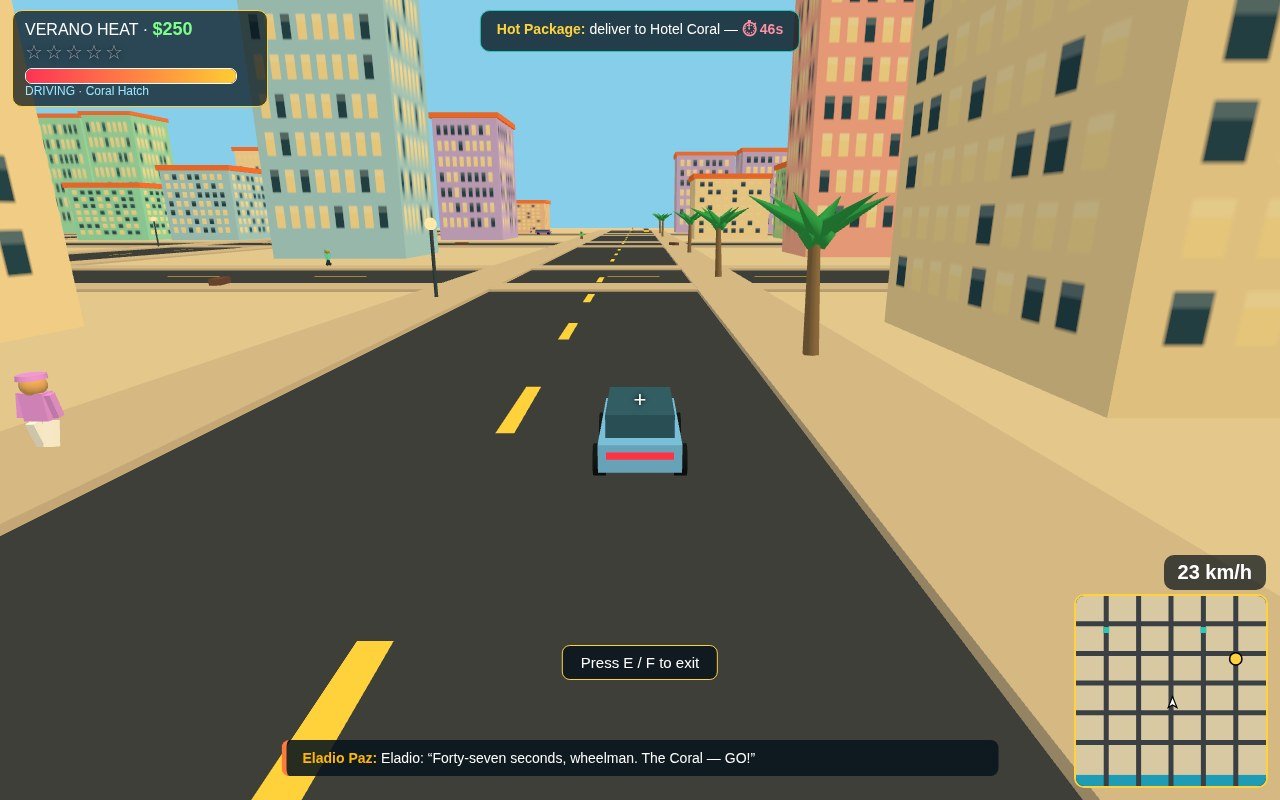 VERANO HEAT · $250
☆☆☆☆☆
DRIVING · Coral Hatch
Hot Package: deliver to Hotel Coral — ⏱ 46s
+
23 km/h
Press E / F to exit
Eladio Paz: Eladio: “Forty-seven seconds, wheelman. The Coral — GO!”